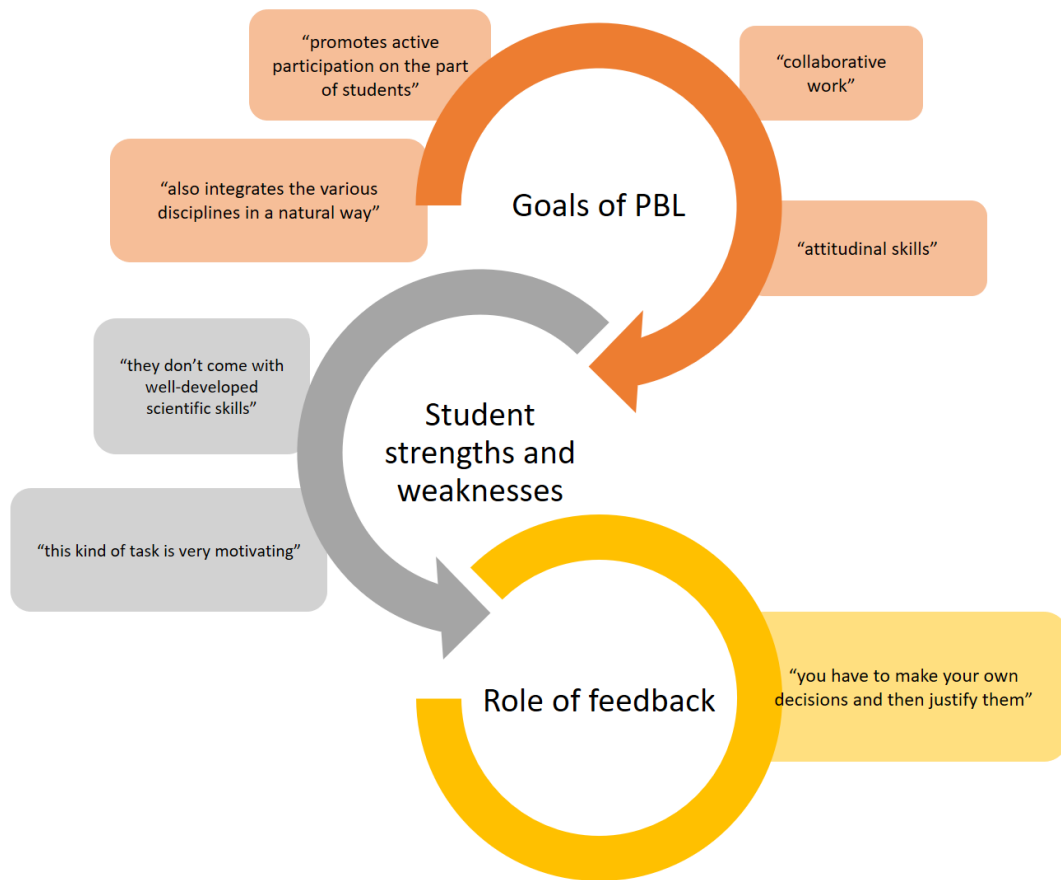 “promotes active
participation on the part
of students”
“collaborative
work”
“also integrates the various
disciplines in a natural way”
Goals of PBL
“attitudinal skills”
“they don’t come with
well-developed
scientific skills”
Student
strengths and
weaknesses
“this kind of task is very motivating”
Role of feedback
“you have to make your own
decisions and then justify them”